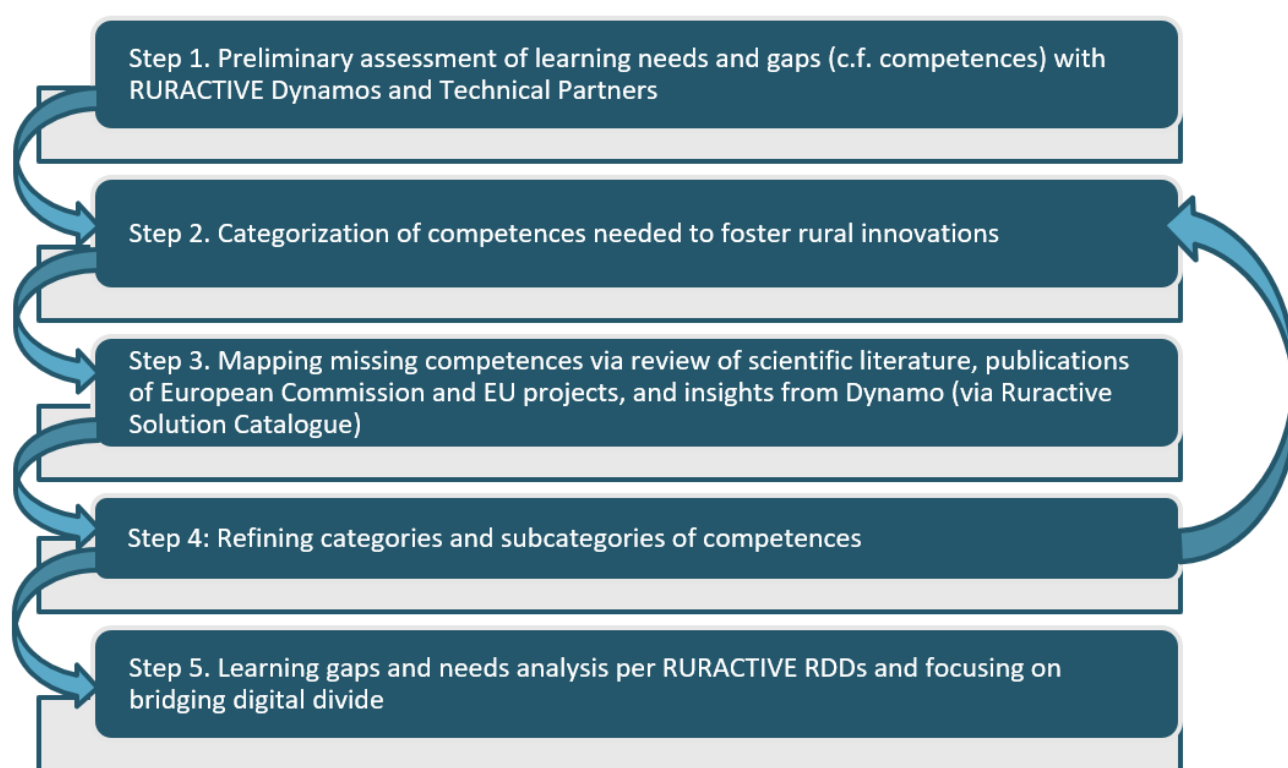 Step 1. Preliminary assessment of learning needs and gaps (c.f. competences) with
RURACTIVE Dynamos and Technical Partners
Step 2. Categorization of competences needed to foster rural innovations
Step 3. Mapping missing competences via review of scientific literature, publications
of European Commission and EU projects, and insights from Dynamo (via Ruractive
Solution Catalogue)
Step 4: Refining categories and subcategories of competences
Step 5. Learning gaps and needs analysis per RURACTIVE RDDs and focusing on
bridging digital divide